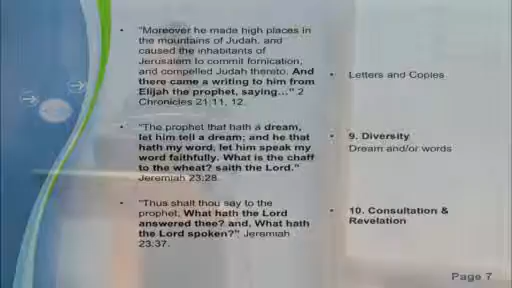 • "Moreover he made high places in
the mountains of Judah, and
caused the inhabitants of
Jerusalem to commit fornication,
and compelled Judah thereto. And
there came a writing to him from
Elijah the prophet, saying…" 2
Chronicles 21:11, 12.
• Letters and Copies
• "The prophet that hath a dream,
let him tell a dream; and he that
hath my word, let him speak my
word faithfully. What is the chaff
to the wheat? saith the Lord."
Jeremiah 23:28.
• 9. Diversity
Dream and/or words
• "Thus shalt thou say to the
prophet, What hath the Lord
answered thee? and, What hath
the Lord spoken?" Jeremiah
23:37.
• 10. Consultation &
Revelation
Page 7